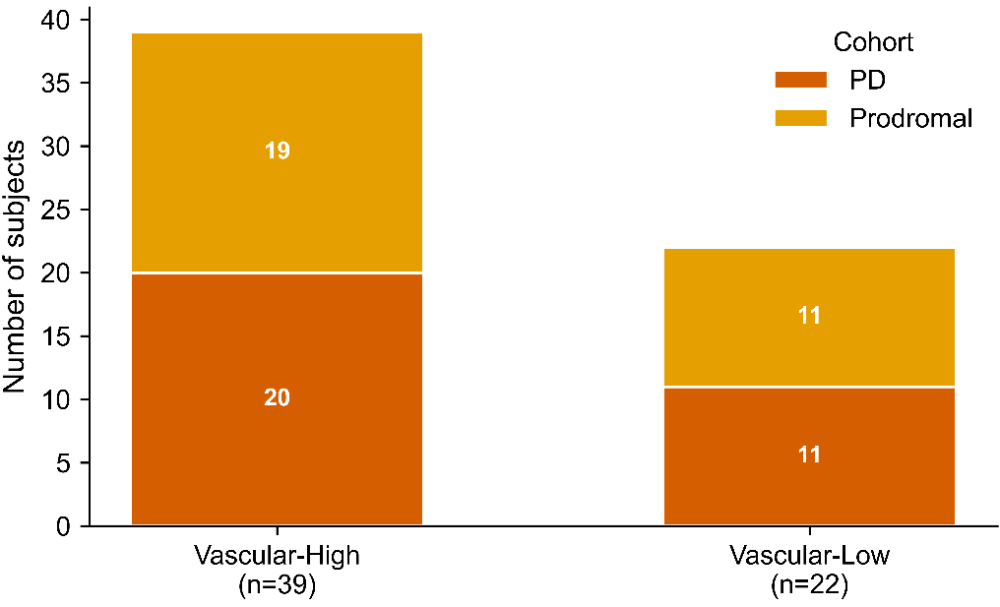 Number of subjects
40
35
30
25
20
15
10
5
0
19
20
11
11
Cohort
PD
Prodromal
Vascular-High
(n=39)
Vascular-Low
(n=22)